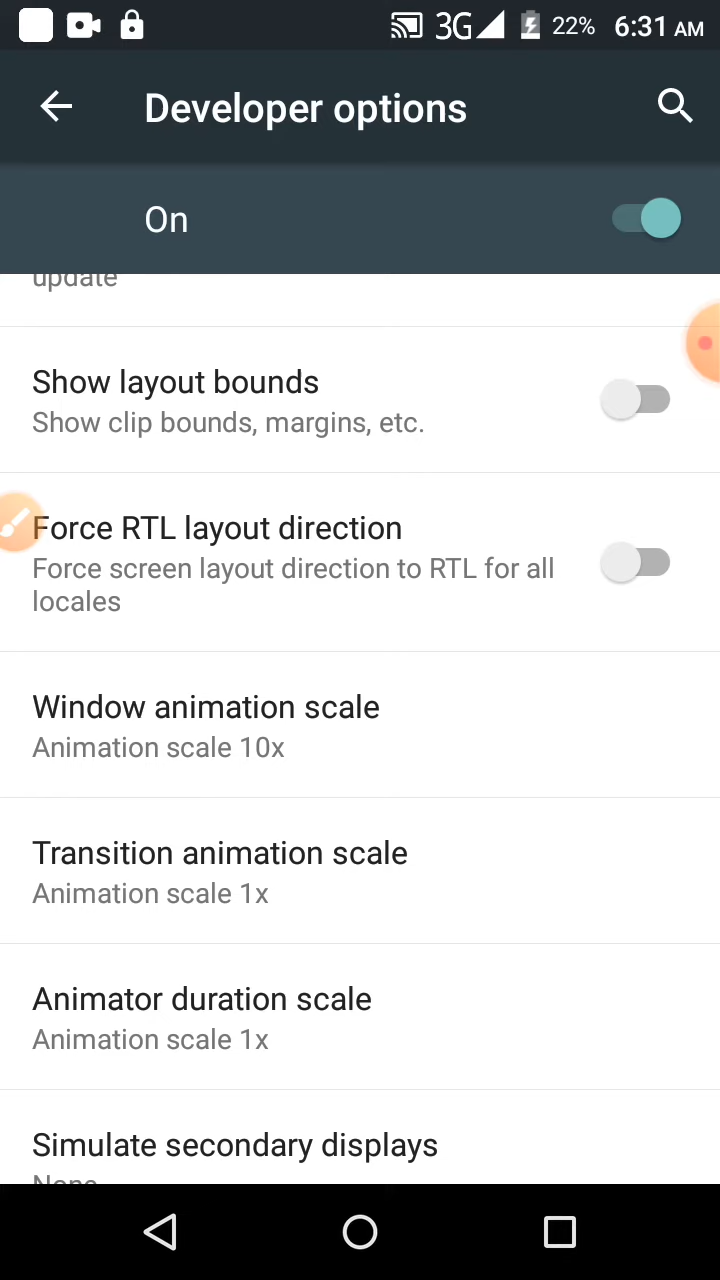 3G 22% 6:31 AM
Developer options
On
update
Show layout bounds
Show clip bounds, margins, etc.
Force RTL layout direction
Force screen layout direction to RTL for all
locales
Window animation scale
Animation scale 10x
Transition animation scale
Animation scale 1x
Animator duration scale
Animation scale 1x
Simulate secondary displays
None